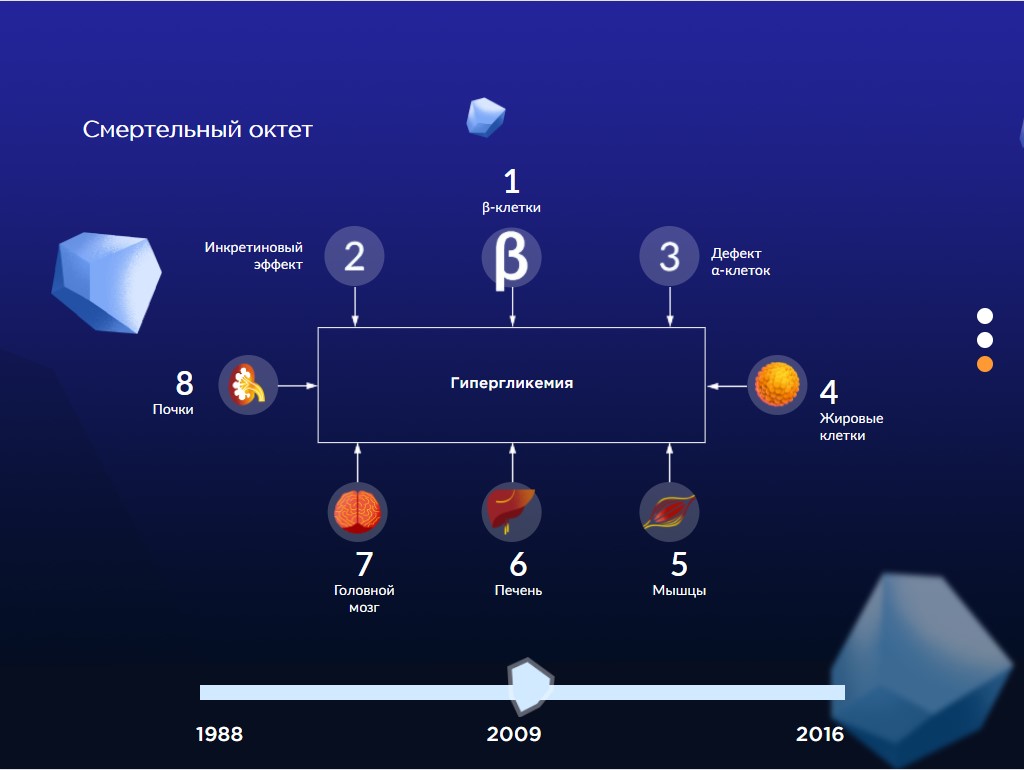 Смертельный октет
1
β-клетки
Инкретиновый
эффект
2
β
3
Дефект
α-клеток
8
Почки
Гипергликемия
4
Жировые
клетки
7
Головной
мозг
6
Печень
5
Мышцы
1988
2009
2016